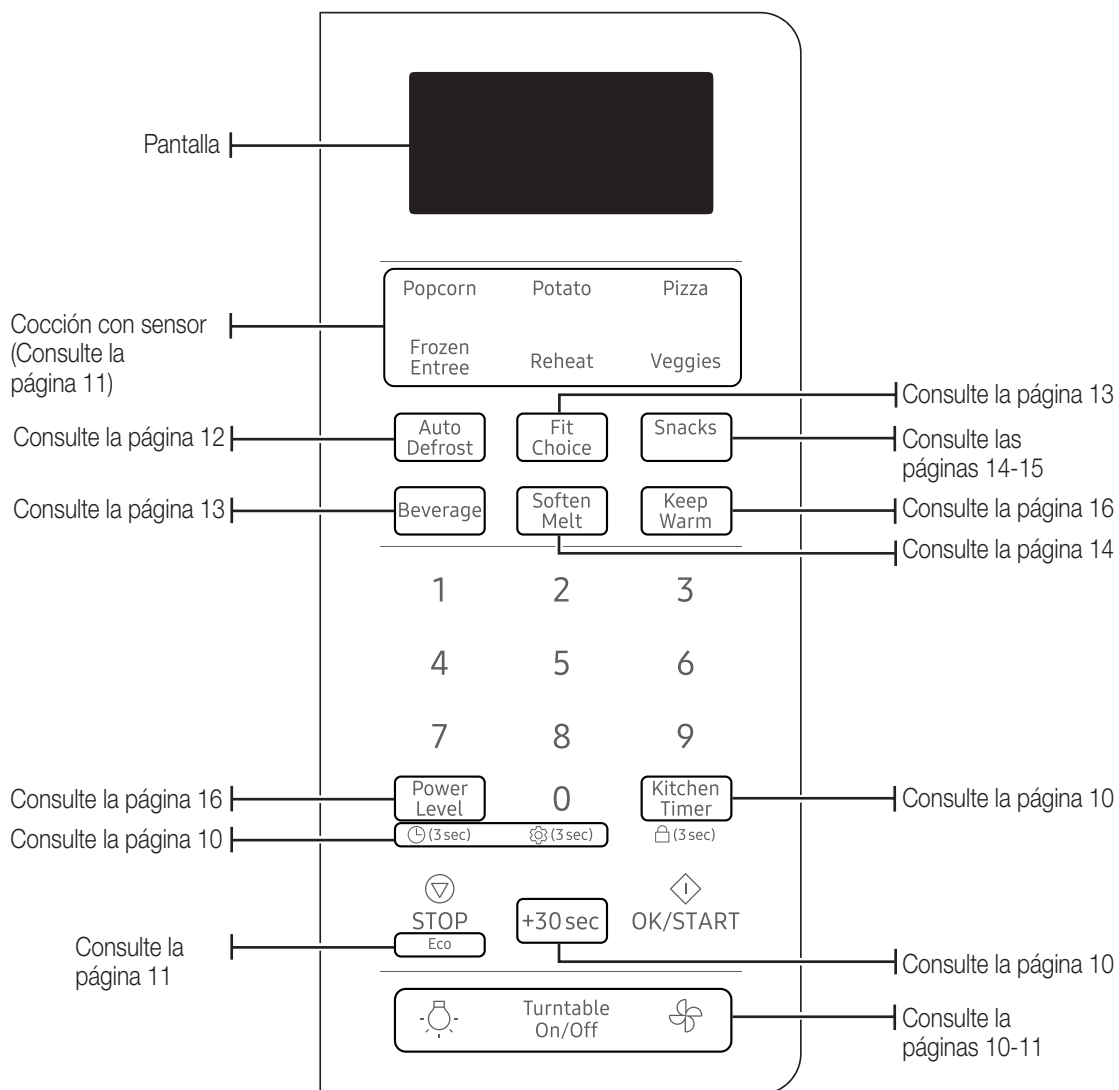 Pantalla
Popcorn Potato Pizza
Cocción con sensor
(Consulte la
página 11)
Frozen
Entree
Reheat Veggies
Consulte la página 13
Consulte la página 12
Auto
Defrost
Fit
Choice
Snacks
Consulte las
páginas 14-15
Consulte la página 13
Beverage
Soften
Melt
Keep
Warm
Consulte la página 16
Consulte la página 14
1 2 3
4 5 6
7 8 9
Consulte la página 16
Power
Level
0
Kitchen
Timer
Consulte la página 10
Consulte la página 10
(3 sec) (3 sec) (3 sec)
STOP +30 sec OK/START
Eco
Consulte la
página 11
Consulte la página 10
Turntable
On/Off
Consulte la
páginas 10-11